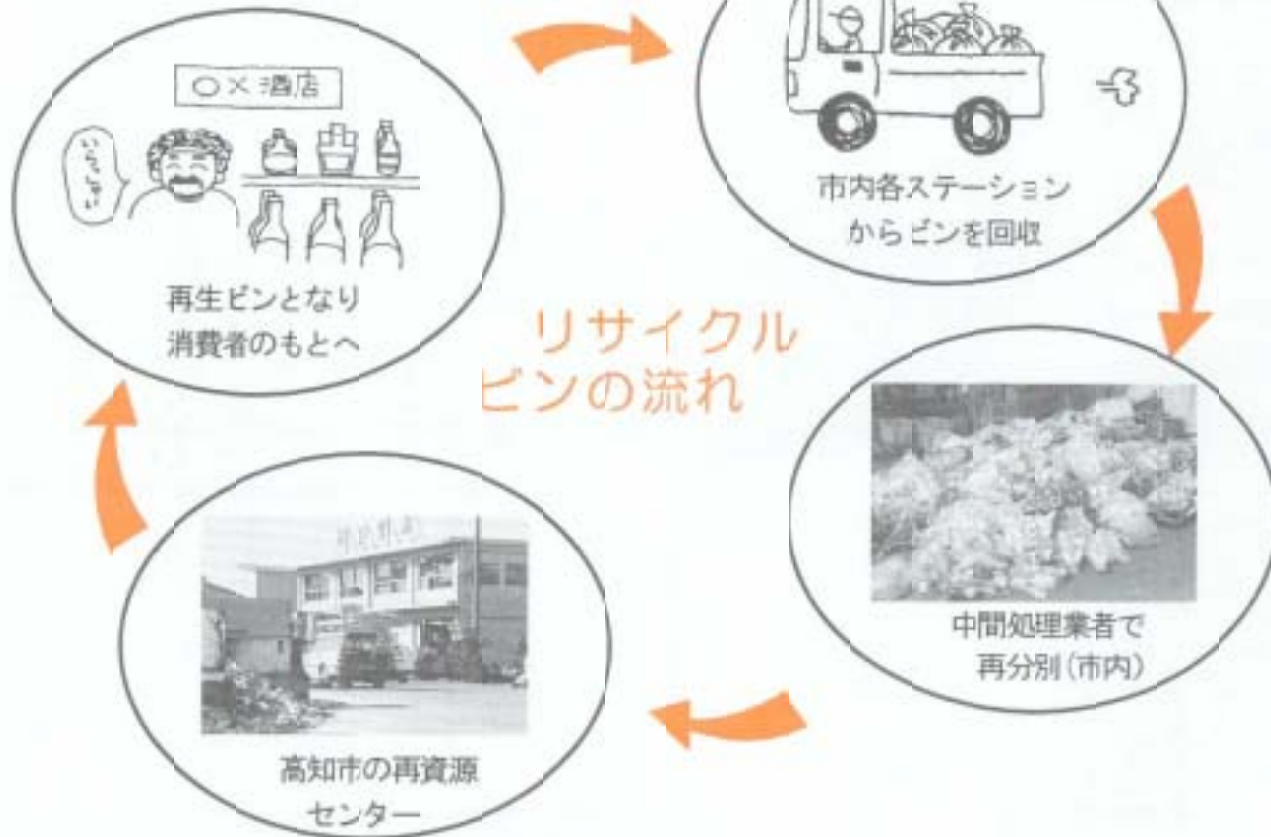 ○×酒店
いらっしゃい
再生ビンとなり
消費者のもとへ
市内各ステーション
からビンを回収
リサイクル
ビンの流れ
中間処理業者で
再分別(市内)
高知市の再資源
センター